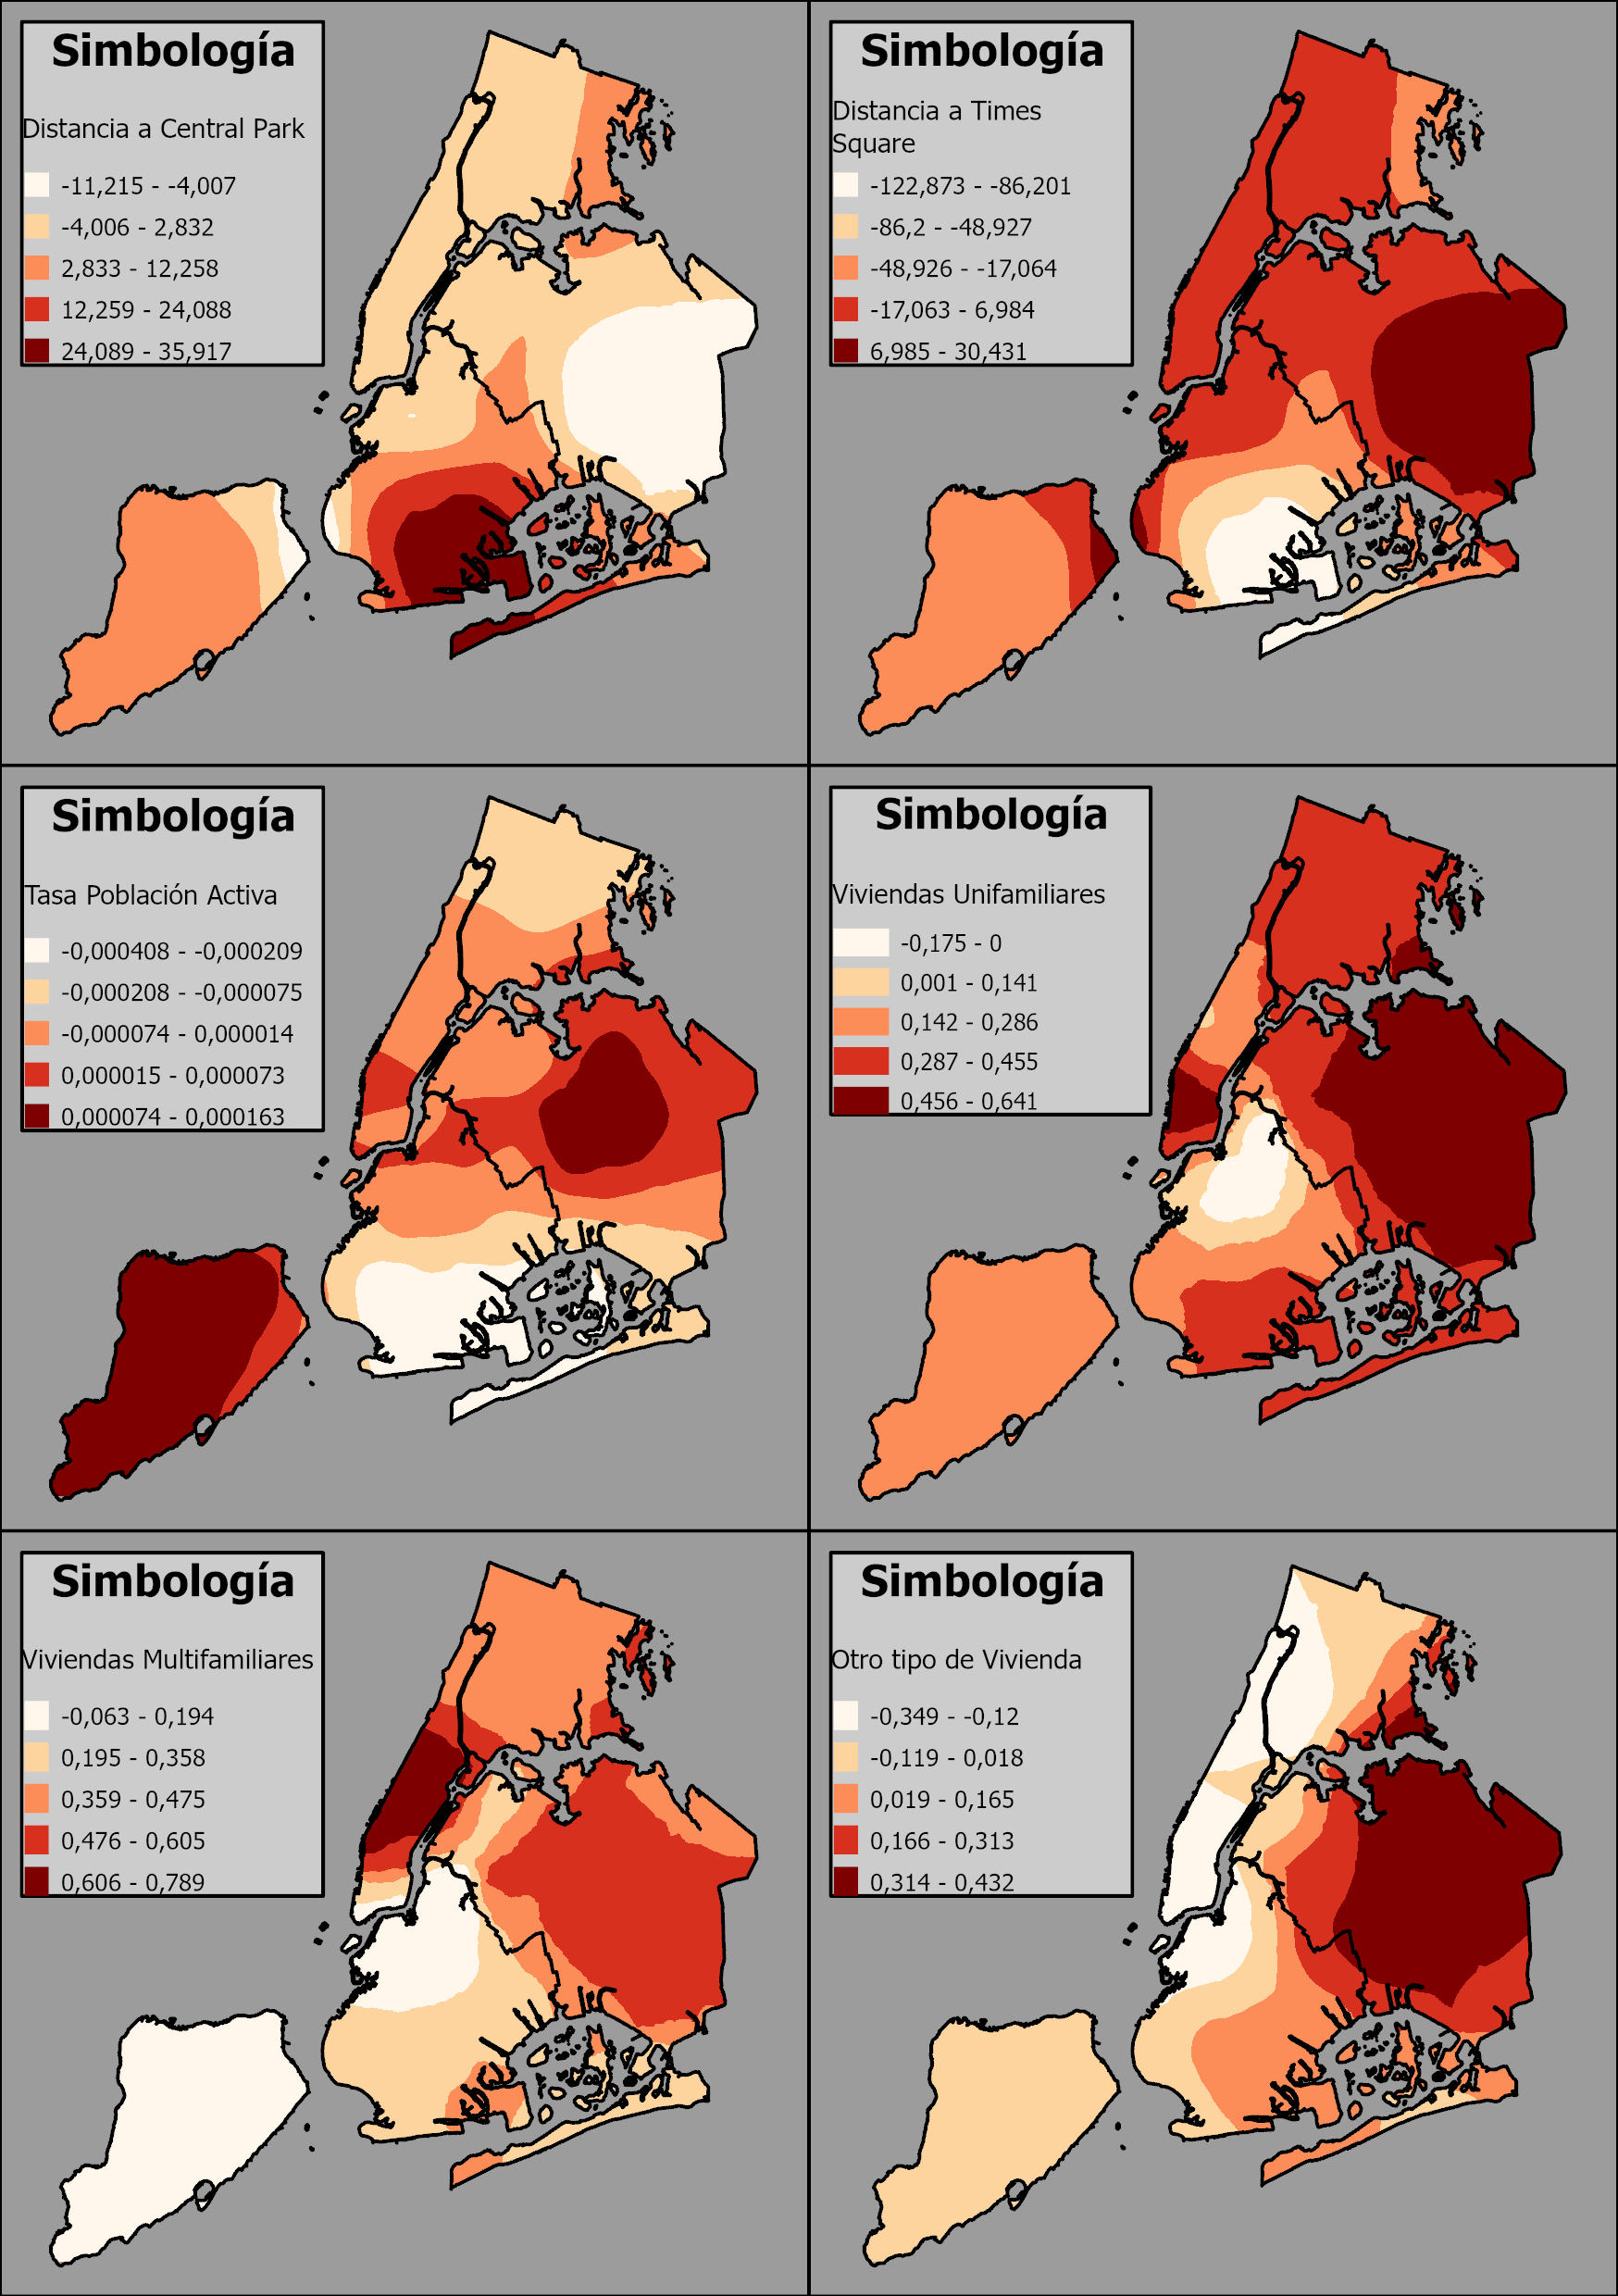 Simbología
Distancia a Central Park
-11,215 - -4,007
-4,006 - 2,832
2,833 - 12,258
12,259 - 24,088
24,089 - 35,917
Simbología
Distancia a Times
Square
-122,873 - -86,201
-86,2 - -48,927
-48,926 - -17,064
-17,063 - 6,984
6,985 - 30,431
Simbología
Tasa Población Activa
-0,000408 - -0,000209
-0,000208 - -0,000075
-0,000074 - 0,000014
0,000015 - 0,000073
0,000074 - 0,000163
Simbología
Viviendas Unifamiliares
-0,175 - 0
0,001 - 0,141
0,142 - 0,286
0,287 - 0,455
0,456 - 0,641
Simbología
Viviendas Multifamiliares
-0,063 - 0,194
0,195 - 0,358
0,359 - 0,475
0,476 - 0,605
0,606 - 0,789
Simbología
Otro tipo de Vivienda
-0,349 - -0,12
-0,119 - 0,018
0,019 - 0,165
0,166 - 0,313
0,314 - 0,432